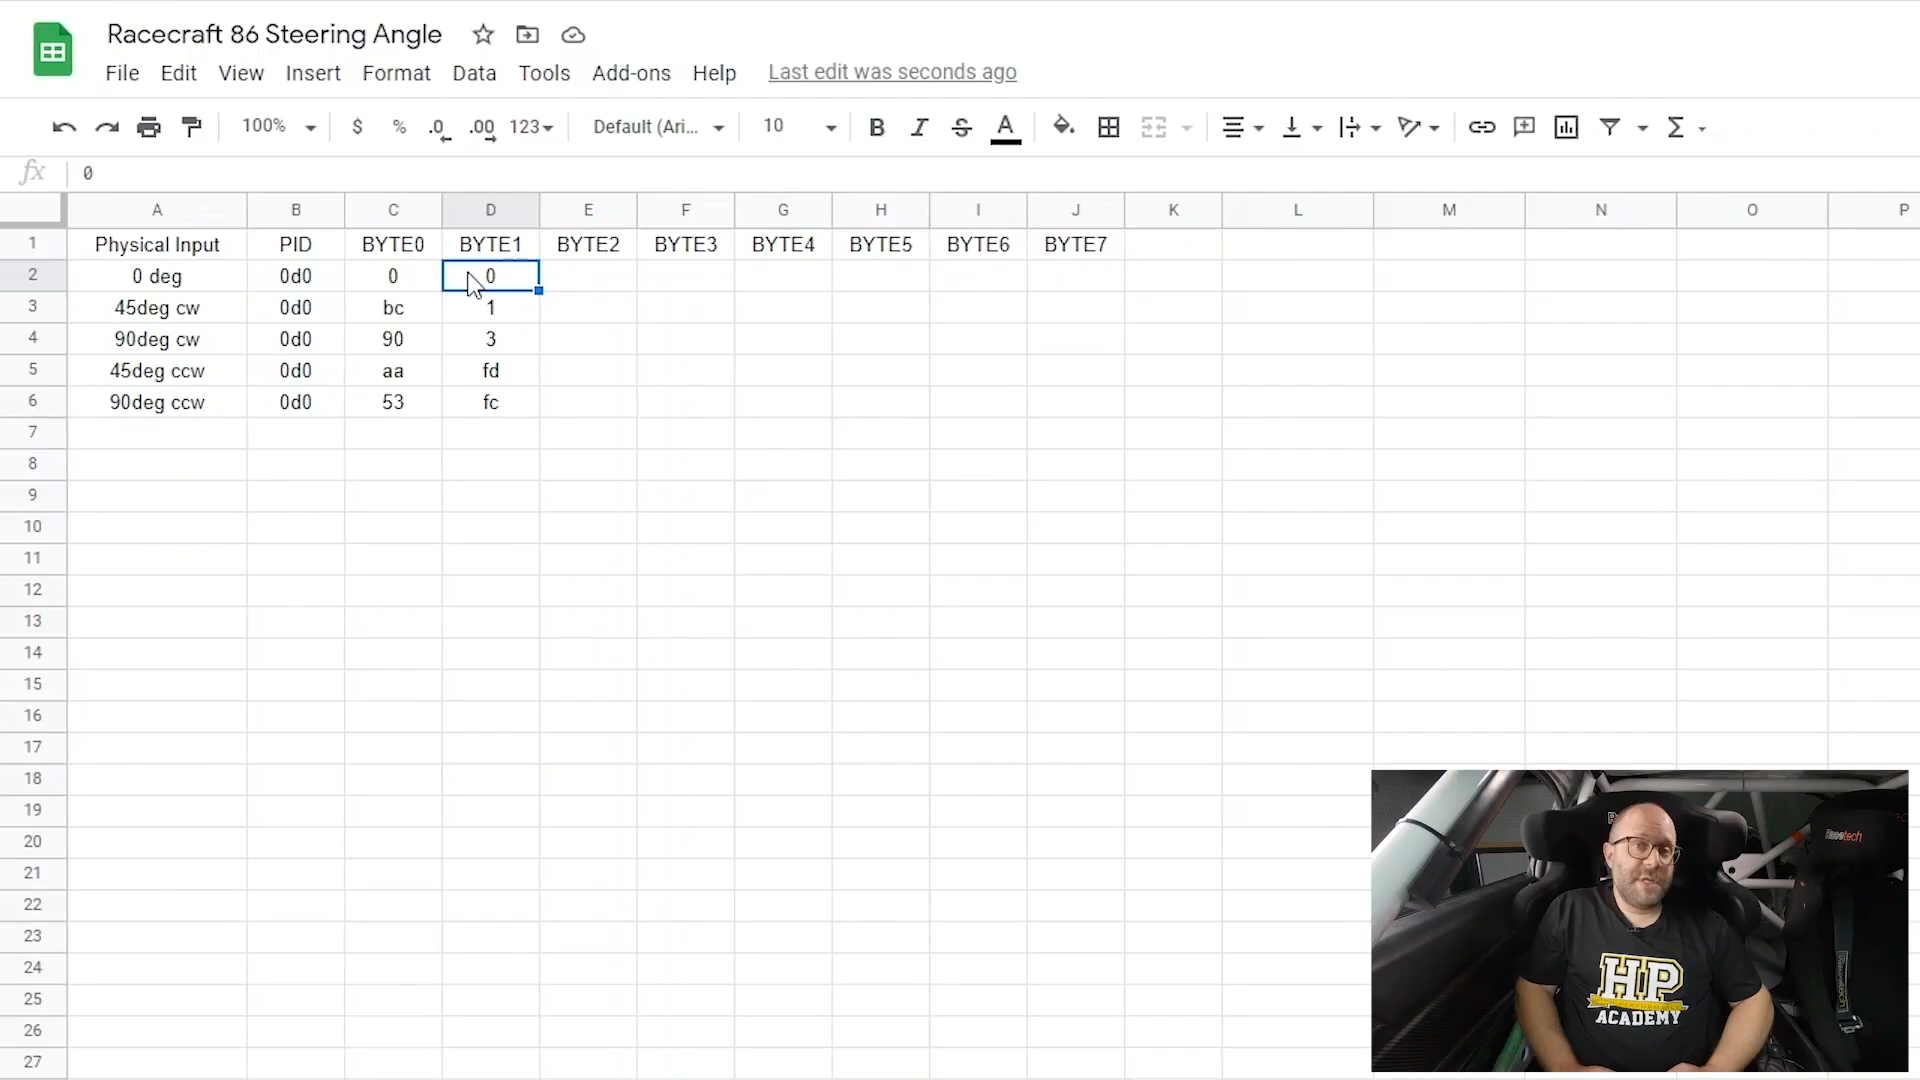 Racecraft 86 Steering Angle
File Edit View Insert Format Data Tools Add-ons Help Last edit was seconds ago
100% $ % .0 .00 123 Default (Ari... 10 B I S A
fx 0
A B C D E F G H I J K L M N O P
1 Physical Input PID BYTE0 BYTE1 BYTE2 BYTE3 BYTE4 BYTE5 BYTE6 BYTE7
2 0 deg 0d0 0 0
3 45deg cw 0d0 bc 1
4 90deg cw 0d0 90 3
5 45deg ccw 0d0 aa fd
6 90deg ccw 0d0 53 fc
7
8
9
10
11
12
13
14
15
16
17
18
19
20
21
22
23
24
25
26
27
Racetech
HP
ACADEMY